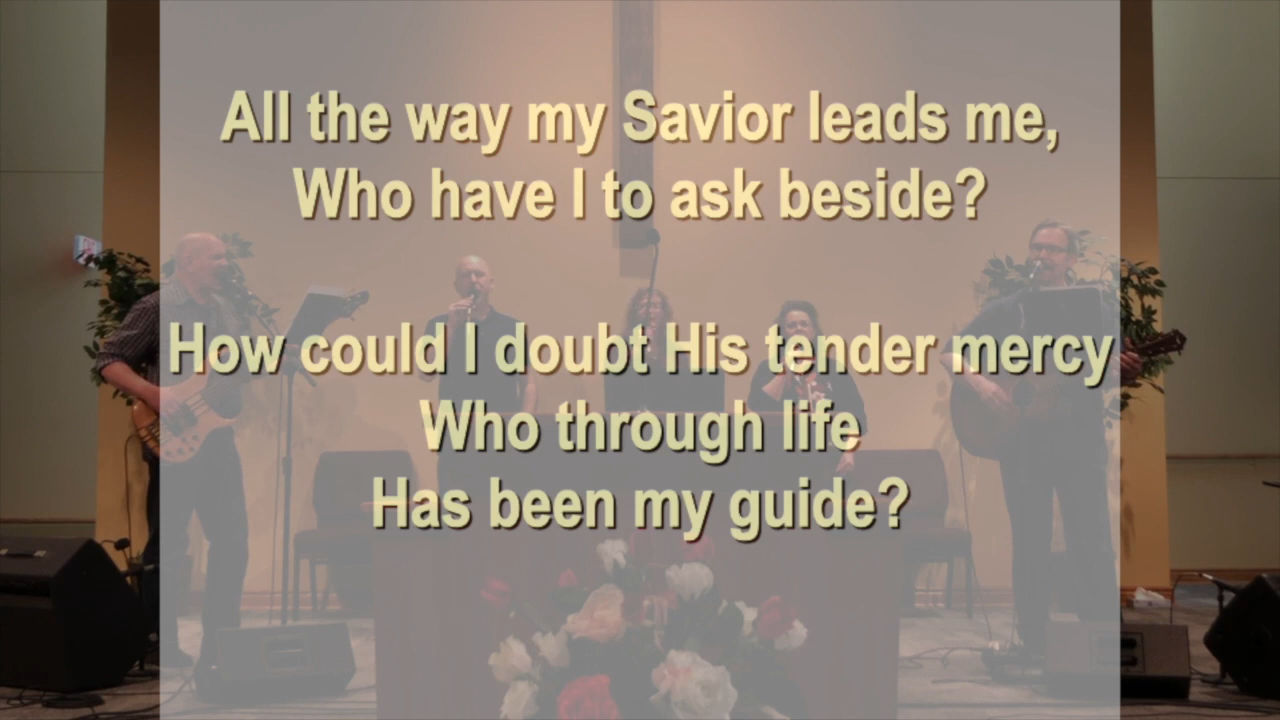 All the way my Savior leads me,
Who have I to ask beside?
How could I doubt His tender mercy
Who through life
Has been my guide?